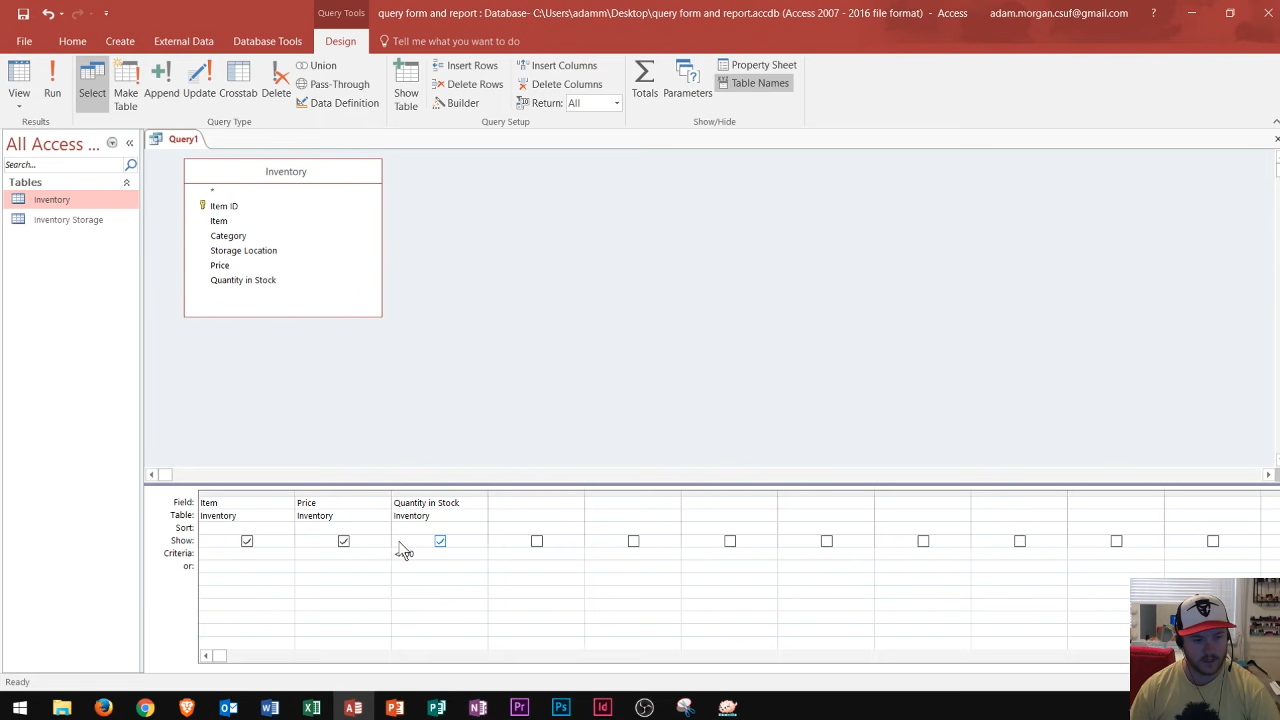 Query Tools
query form and report : Database- C:\Users\adamm\Desktop\query form and report.accdb (Access 2007 - 2016 file format) - Access
adam.morgan.csuf@gmail.com
File Home Create External Data Database Tools Design Tell me what you want to do
View
Run
Results
Select
Make
Table
Append
Update
Crosstab
Delete
Union
Pass-Through
Data Definition
Query Type
Show
Table
Insert Rows
Delete Rows
Builder
Insert Columns
Delete Columns
Return: All
Query Setup
Totals
Parameters
Property Sheet
Table Names
Show/Hide
All Access ...
Search...
Tables
Inventory
Inventory Storage
Query1
Inventory
*
Item ID
Item
Category
Storage Location
Price
Quantity in Stock
Field: Item Price Quantity in Stock
Table: Inventory Inventory Inventory
Sort:
Show:
Criteria:
or:
Ready